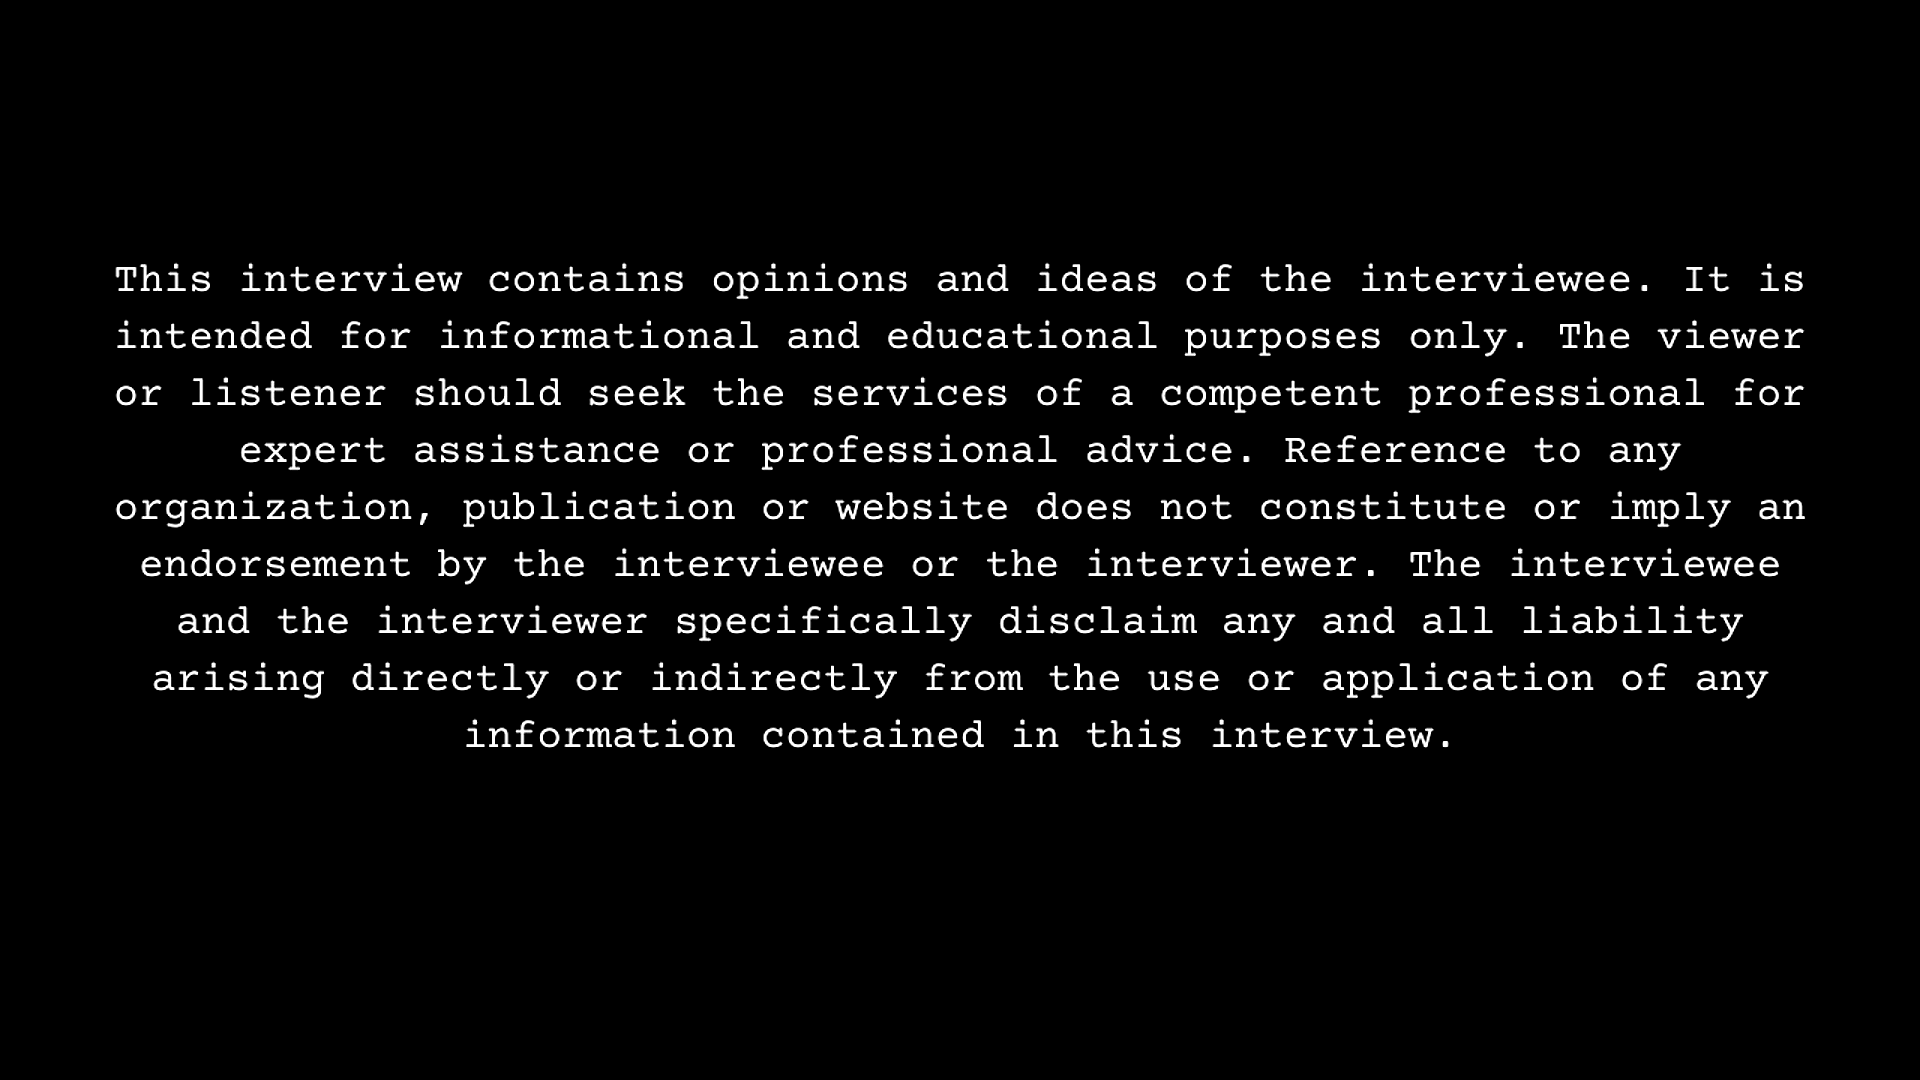 This interview contains opinions and ideas of the interviewee. It is
intended for informational and educational purposes only. The viewer
or listener should seek the services of a competent professional for
expert assistance or professional advice. Reference to any
organization, publication or website does not constitute or imply an
endorsement by the interviewee or the interviewer. The interviewee
and the interviewer specifically disclaim any and all liability
arising directly or indirectly from the use or application of any
information contained in this interview.